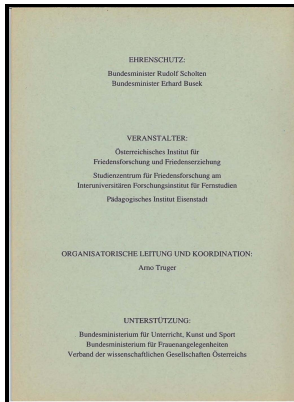 EHRENSCHUTZ:
Bundesminister Rudolf Scholten
Bundesminister Erhard Busek
VERANSTALTER:
Österreichisches Institut für
Friedensforschung und Friedenserziehung
Studienzentrum für Friedensforschung am
Interuniversitären Forschungsinstitut für Fernstudien
Pädagogisches Institut Eisenstadt
ORGANISATORISCHE LEITUNG UND KOORDINATION:
Arno Truger
UNTERSTÜTZUNG:
Bundesministerium für Unterricht, Kunst und Sport
Bundesministerium für Frauenangelegenheiten
Verband der wissenschaftlichen Gesellschaften Österreichs